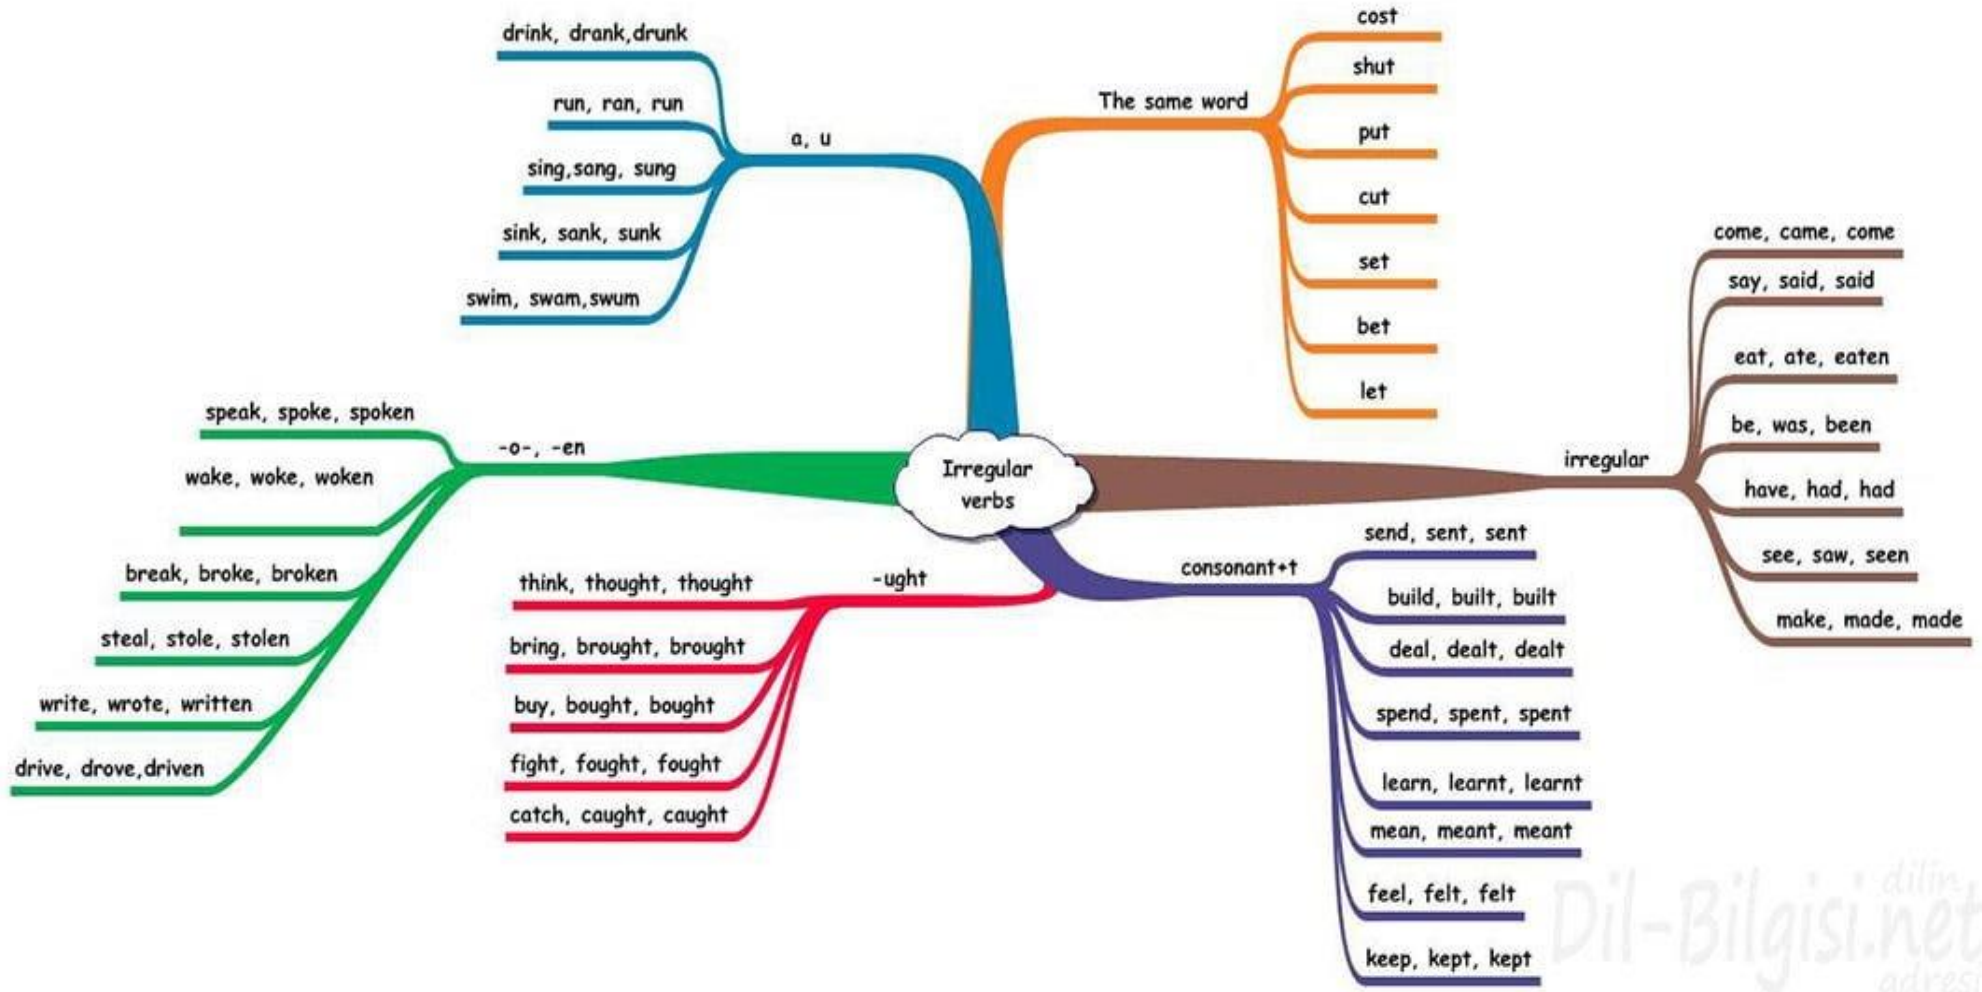 Irregular
verbs
a, u
drink, drank,drunk
run, ran, run
sing,sang, sung
sink, sank, sunk
swim, swam,swum
The same word
cost
shut
put
cut
set
bet
let
irregular
come, came, come
say, said, said
eat, ate, eaten
be, was, been
have, had, had
see, saw, seen
make, made, made
consonant+t
send, sent, sent
build, built, built
deal, dealt, dealt
spend, spent, spent
learn, learnt, learnt
mean, meant, meant
feel, felt, felt
keep, kept, kept
-ught
think, thought, thought
bring, brought, brought
buy, bought, bought
fight, fought, fought
catch, caught, caught
-o-, -en
speak, spoke, spoken
wake, woke, woken
break, broke, broken
steal, stole, stolen
write, wrote, written
drive, drove,driven
dilin
Dil-Bilgisi.net
adresi